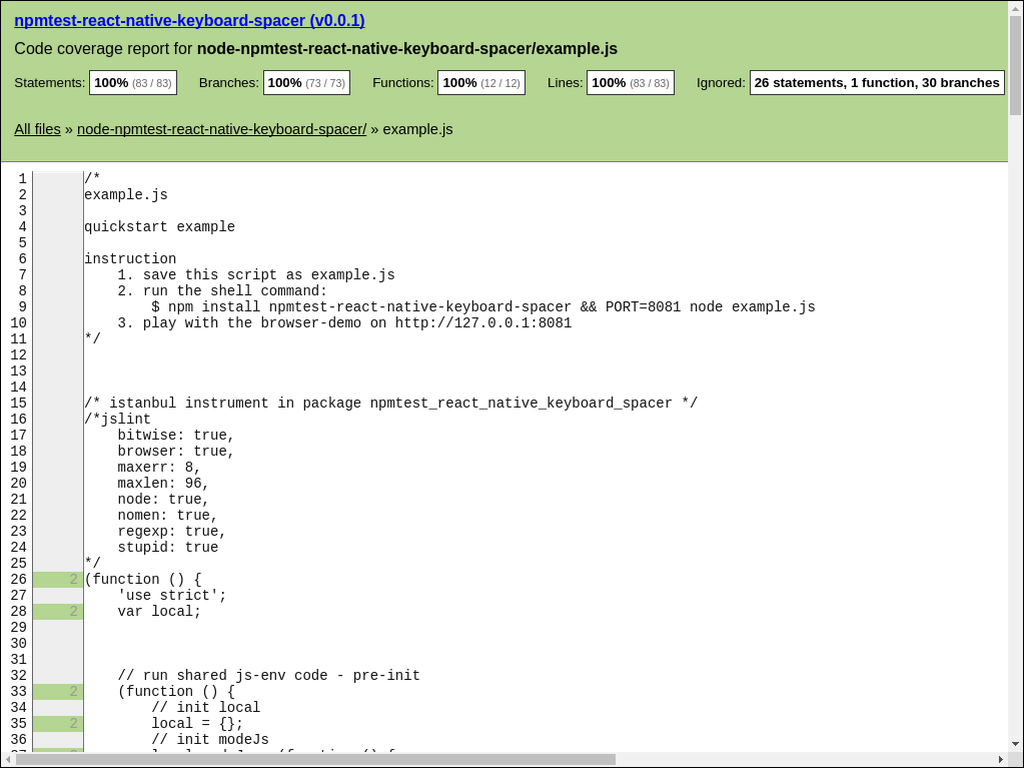 npmtest-react-native-keyboard-spacer (v0.0.1)
Code coverage report for node-npmtest-react-native-keyboard-spacer/example.js
Statements: 100% (83 / 83) Branches: 100% (73 / 73) Functions: 100% (12 / 12) Lines: 100% (83 / 83) Ignored: 26 statements, 1 function, 30 branches
All files » node-npmtest-react-native-keyboard-spacer/ » example.js
1 /*
2 example.js
3
4 quickstart example
5
6 instruction
7     1. save this script as example.js
8     2. run the shell command:
9         $ npm install npmtest-react-native-keyboard-spacer && PORT=8081 node example.js
10     3. play with the browser-demo on http://127.0.0.1:8081
11 */
12
13
14
15 /* istanbul instrument in package npmtest_react_native_keyboard_spacer */
16 /*jslint
17     bitwise: true,
18     browser: true,
19     maxerr: 8,
20     maxlen: 96,
21     node: true,
22     nomen: true,
23     regexp: true,
24     stupid: true
25 */
26 2 (function () {
27     'use strict';
28 2     var local;
29
30
31
32     // run shared js-env code - pre-init
33 2     (function () {
34         // init local
35 2         local = {};
36         // init modeJs